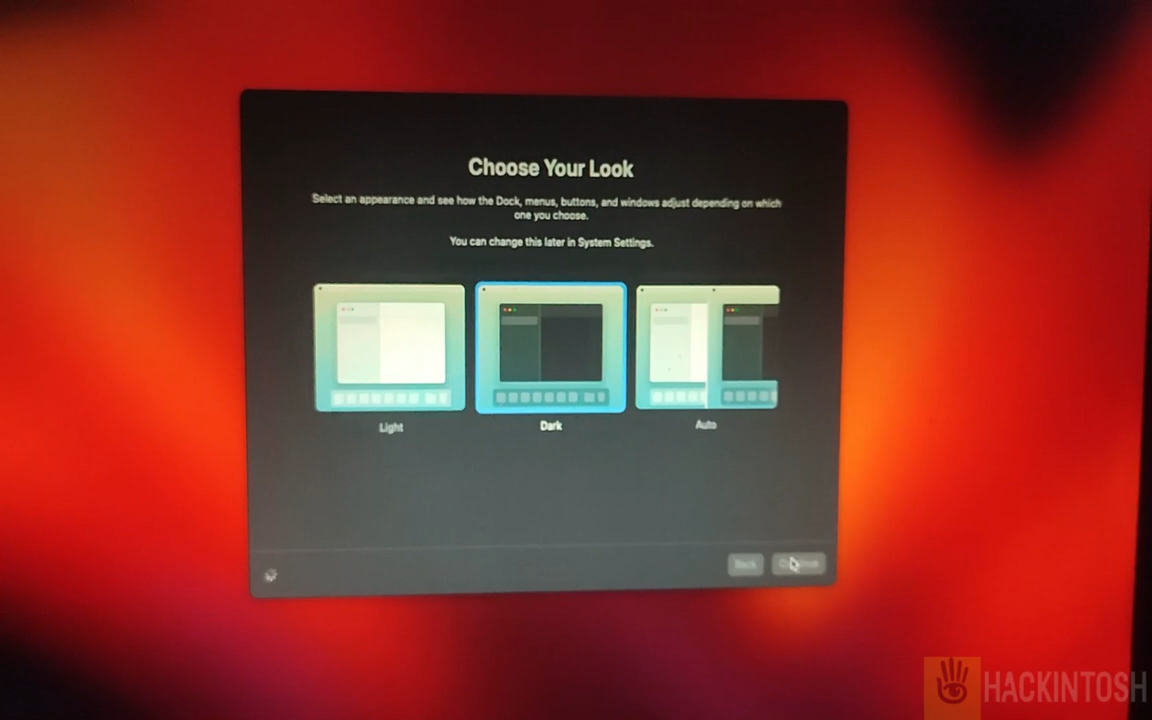 Choose Your Look
Select an appearance and see how the Dock, menus, buttons, and windows adjust depending on which
one you choose.
You can change this later in System Settings.
Light
Dark
Auto
Back
HACKINTOSH